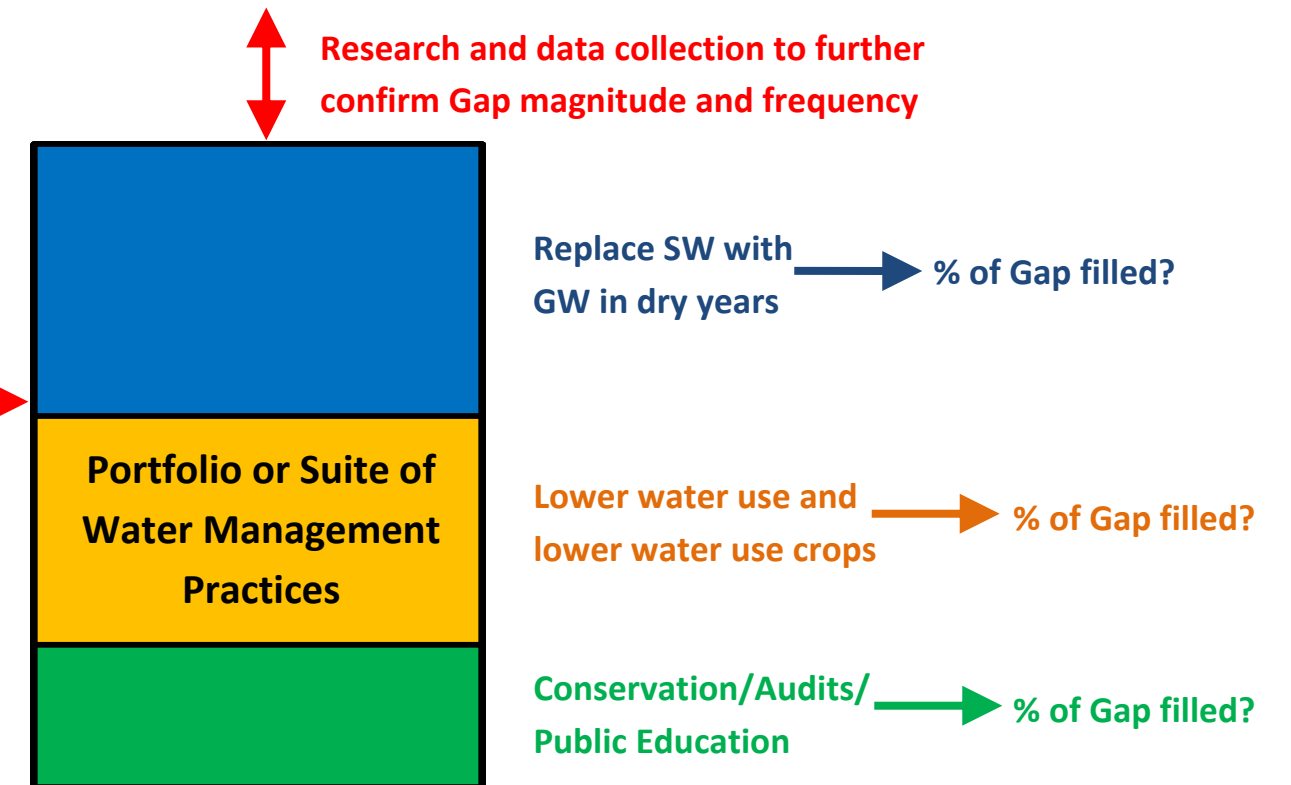 Research and data collection to further
confirm Gap magnitude and frequency
Replace SW with
GW in dry years
% of Gap filled?
Portfolio or Suite of
Water Management
Practices
Lower water use and
lower water use crops
% of Gap filled?
Conservation/Audits/
Public Education
% of Gap filled?